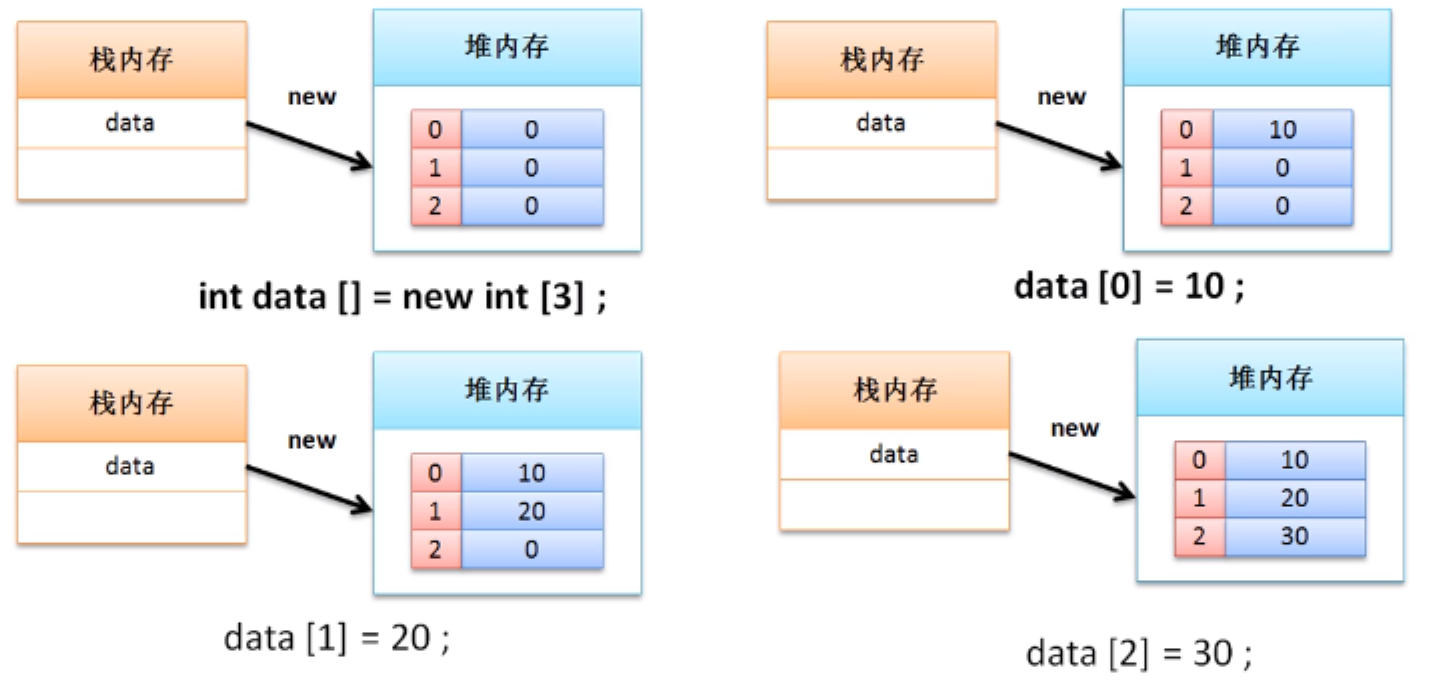 栈内存
data
new
堆内存
0 0
1 0
2 0
int data [] = new int [3] ;
栈内存
data
new
堆内存
0 10
1 0
2 0
data [0] = 10 ;
栈内存
data
new
堆内存
0 10
1 20
2 0
data [1] = 20 ;
栈内存
data
new
堆内存
0 10
1 20
2 30
data [2] = 30 ;